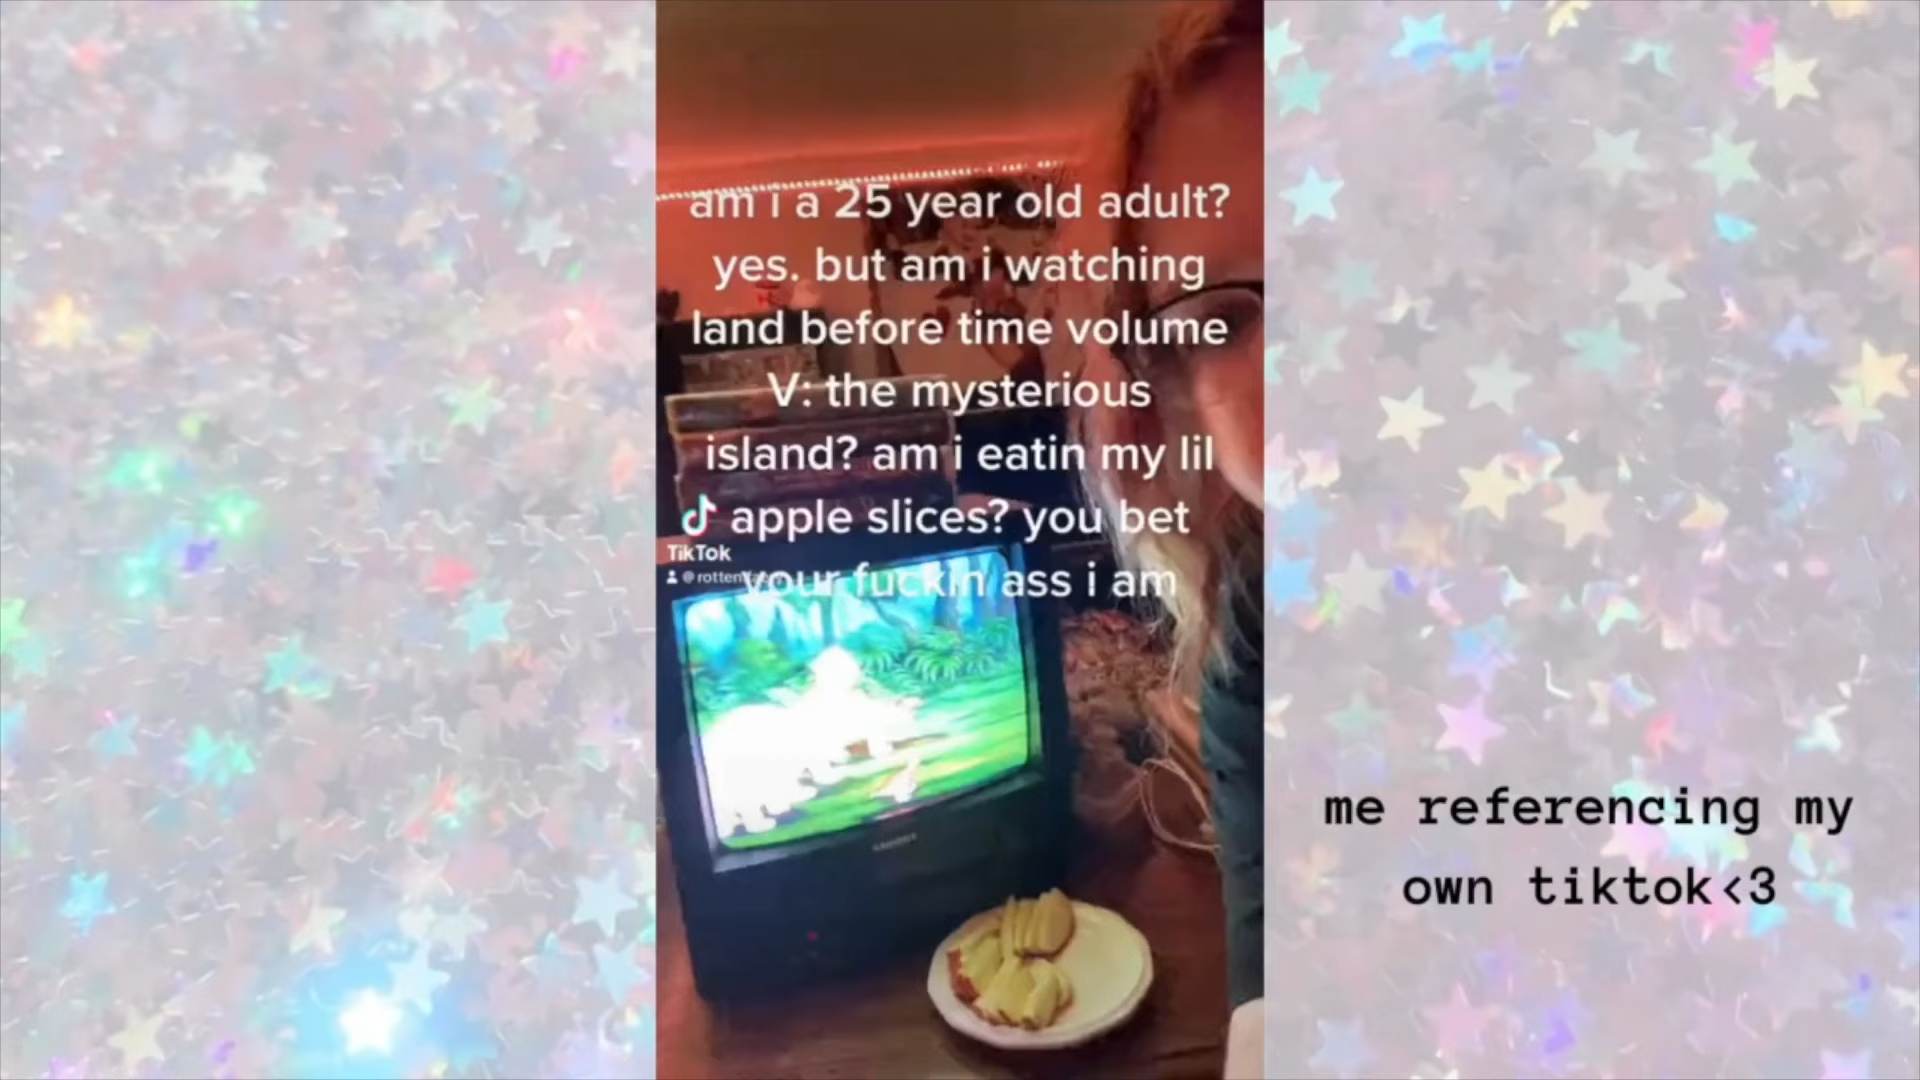 am i a 25 year old adult?
yes. but am i watching
land before time volume
V: the mysterious
island? am i eatin my lil
apple slices? you bet
your fuckin ass i am
TikTok
me referencing my
own tiktok<3